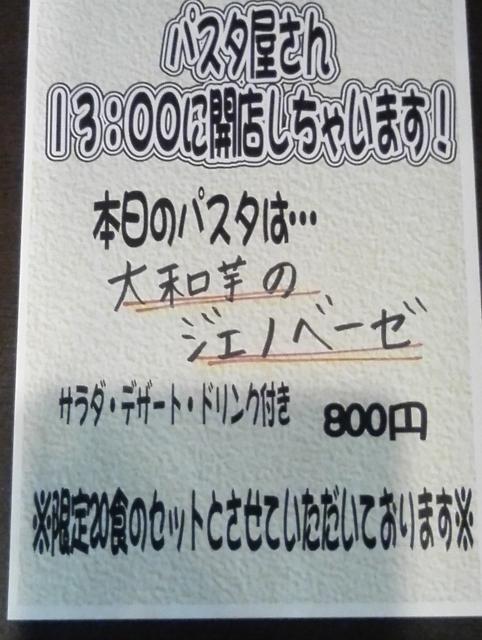 パスタ屋さん
13:00に開店しちゃいます!
本日のパスタは…
大和芋の
ジェノベーゼ
サラダ・デザート・ドリンク付き 800円
※限定20食のセットとさせていただいております※